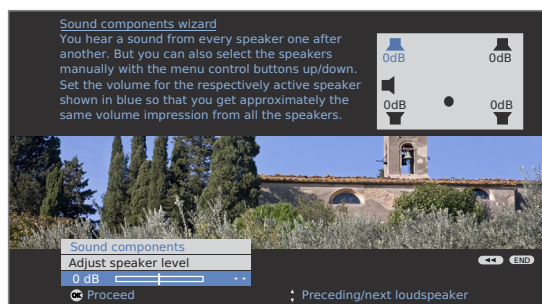 Sound components wizard
You hear a sound from every speaker one after
another. But you can also select the speakers
manually with the menu control buttons up/down.
Set the volume for the respectively active speaker
shown in blue so that you get approximately the
same volume impression from all the speakers.
0dB 0dB
0dB 0dB
Sound components
Adjust speaker level
0 dB
END
OK Proceed
Preceding/next loudspeaker